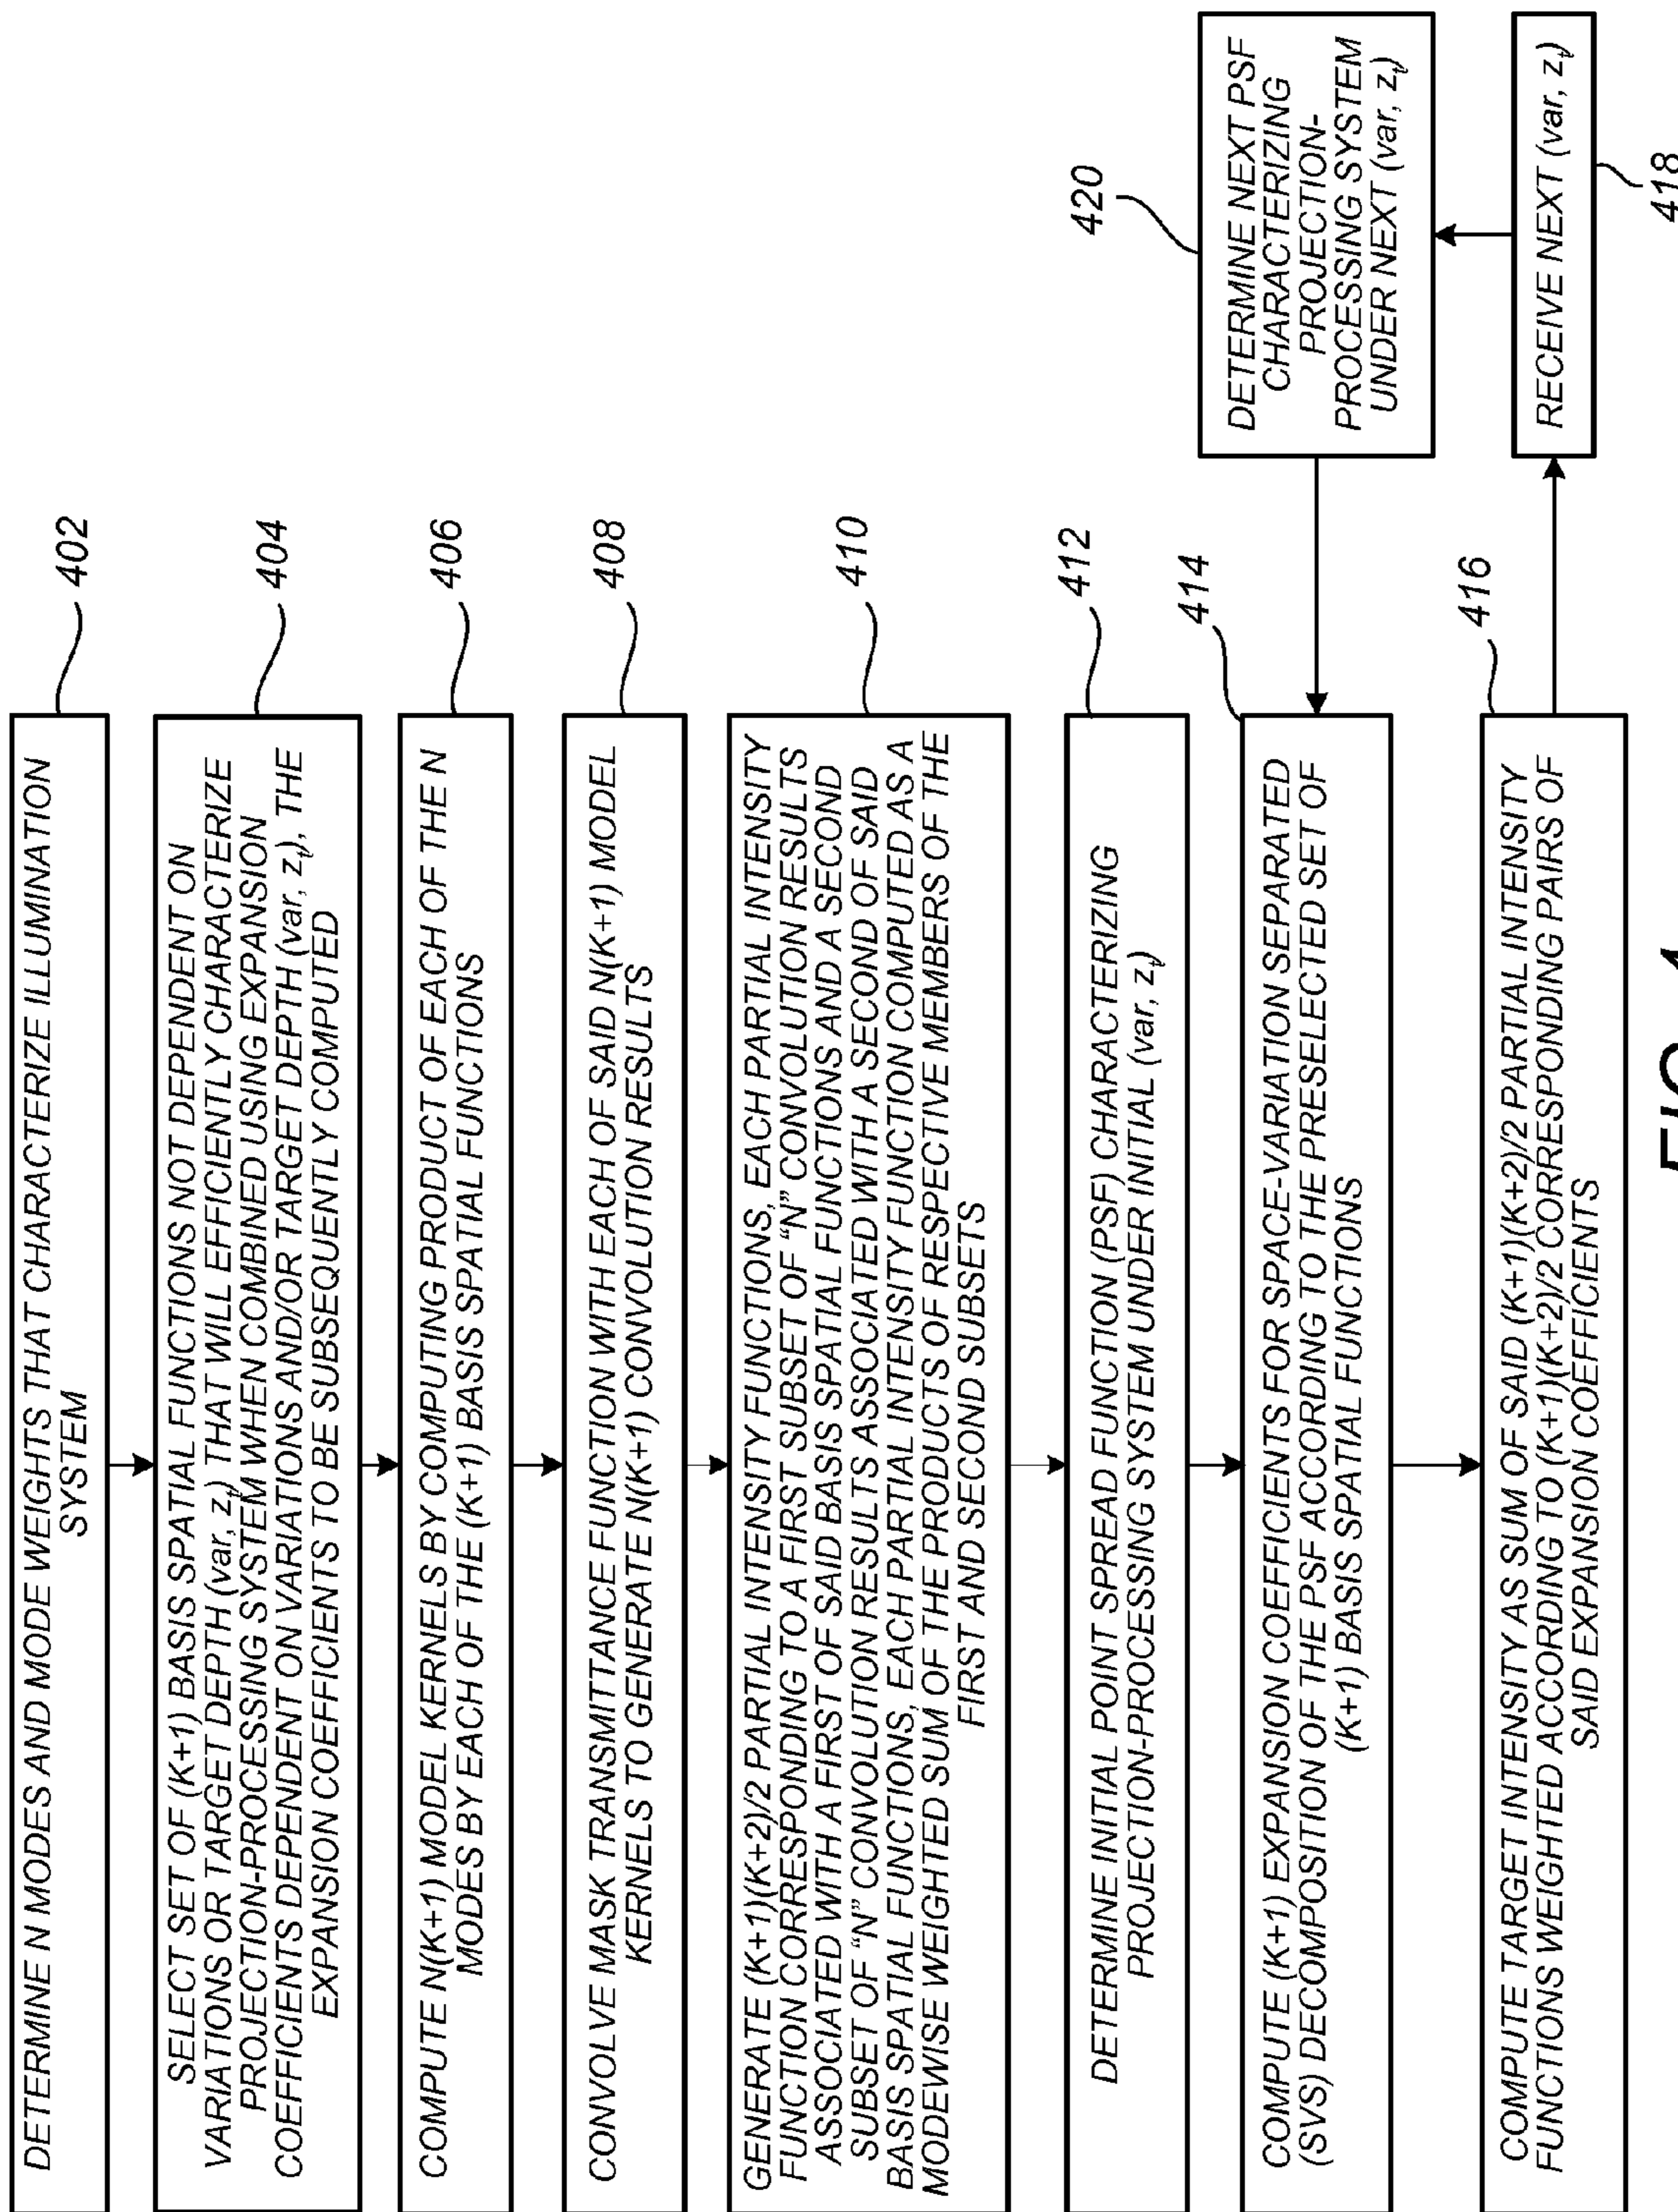 DETERMINE N MODES AND MODE WEIGHTS THAT CHARACTERIZE ILLUMINATION
SYSTEM
402
SELECT SET OF (K+1) BASIS SPATIAL FUNCTIONS NOT DEPENDENT ON
VARIATIONS OR TARGET DEPTH (var, zt) THAT WILL EFFICIENTLY CHARACTERIZE
PROJECTION-PROCESSING SYSTEM WHEN COMBINED USING EXPANSION
COEFFICIENTS DEPENDENT ON VARIATIONS AND/OR TARGET DEPTH (var, zt), THE
EXPANSION COEFFICIENTS TO BE SUBSEQUENTLY COMPUTED
404
COMPUTE N(K+1) MODEL KERNELS BY COMPUTING PRODUCT OF EACH OF THE N
MODES BY EACH OF THE (K+1) BASIS SPATIAL FUNCTIONS
406
CONVOLVE MASK TRANSMITTANCE FUNCTION WITH EACH OF SAID N(K+1) MODEL
KERNELS TO GENERATE N(K+1) CONVOLUTION RESULTS
408
GENERATE (K+1)(K+2)/2 PARTIAL INTENSITY FUNCTIONS, EACH PARTIAL INTENSITY
FUNCTION CORRESPONDING TO A FIRST SUBSET OF "N" CONVOLUTION RESULTS
ASSOCIATED WITH A FIRST OF SAID BASIS SPATIAL FUNCTIONS AND A SECOND
SUBSET OF "N" CONVOLUTION RESULTS ASSOCIATED WITH A SECOND OF SAID
BASIS SPATIAL FUNCTIONS, EACH PARTIAL INTENSITY FUNCTION COMPUTED AS A
MODEWISE WEIGHTED SUM OF THE PRODUCTS OF RESPECTIVE MEMBERS OF THE
FIRST AND SECOND SUBSETS
410
DETERMINE INITIAL POINT SPREAD FUNCTION (PSF) CHARACTERIZING
PROJECTION-PROCESSING SYSTEM UNDER INITIAL (var, zt)
412
COMPUTE (K+1) EXPANSION COEFFICIENTS FOR SPACE-VARIATION SEPARATED
(SVS) DECOMPOSITION OF THE PSF ACCORDING TO THE PRESELECTED SET OF
(K+1) BASIS SPATIAL FUNCTIONS
414
COMPUTE TARGET INTENSITY AS SUM OF SAID (K+1)(K+2)/2 PARTIAL INTENSITY
FUNCTIONS WEIGHTED ACCORDING TO (K+1)(K+2)/2 CORRESPONDING PAIRS OF
SAID EXPANSION COEFFICIENTS
416
RECEIVE NEXT (var, zt)
418
DETERMINE NEXT PSF
CHARACTERIZING
PROJECTION-
PROCESSING SYSTEM
UNDER NEXT (var, zt)
420